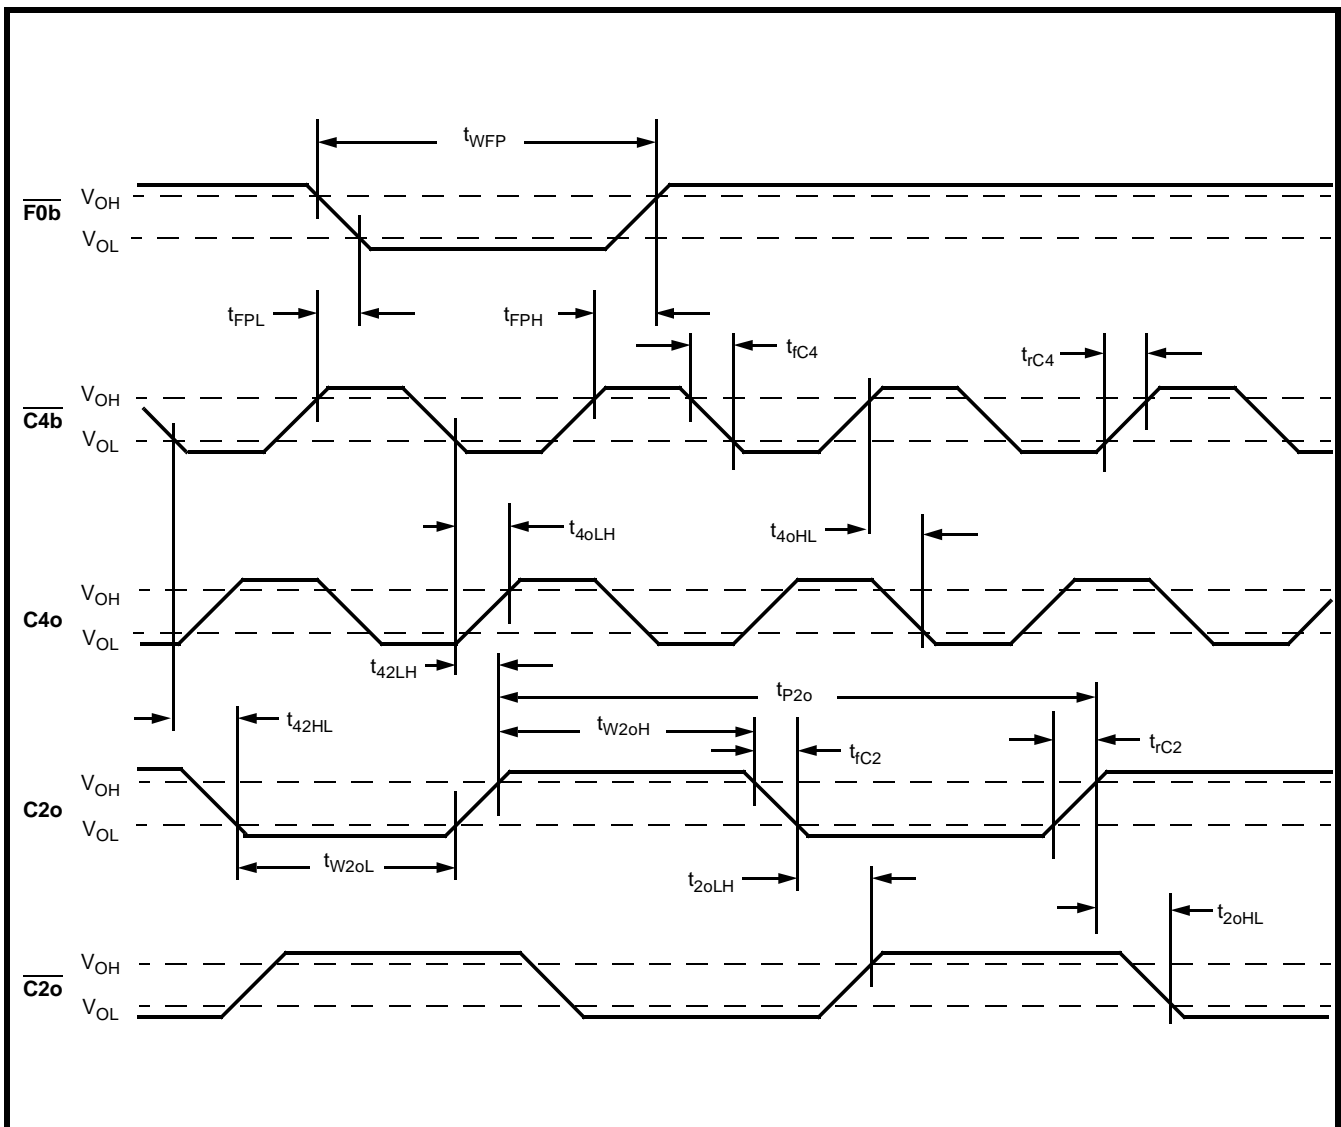 tWFP
VOH
F0b
VOL
tFPL
tFPH
tfC4
trC4
VOH
C4b
VOL
t4oLH
t4oHL
VOH
C4o
VOL
t42LH
tP2o
t42HL
tW2oH
tfC2
trC2
VOH
C2o
VOL
tW2oL
t2oLH
t2oHL
VOH
C2o
VOL